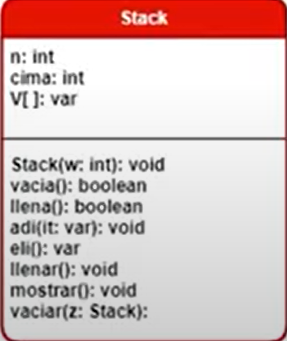 Stack
n: int
cima: int
V[ ]: var
Stack(w: int): void
vacia(): boolean
llena(): boolean
adi(it: var): void
eli(): var
llenar(): void
mostrar(): void
vaciar(z: Stack):